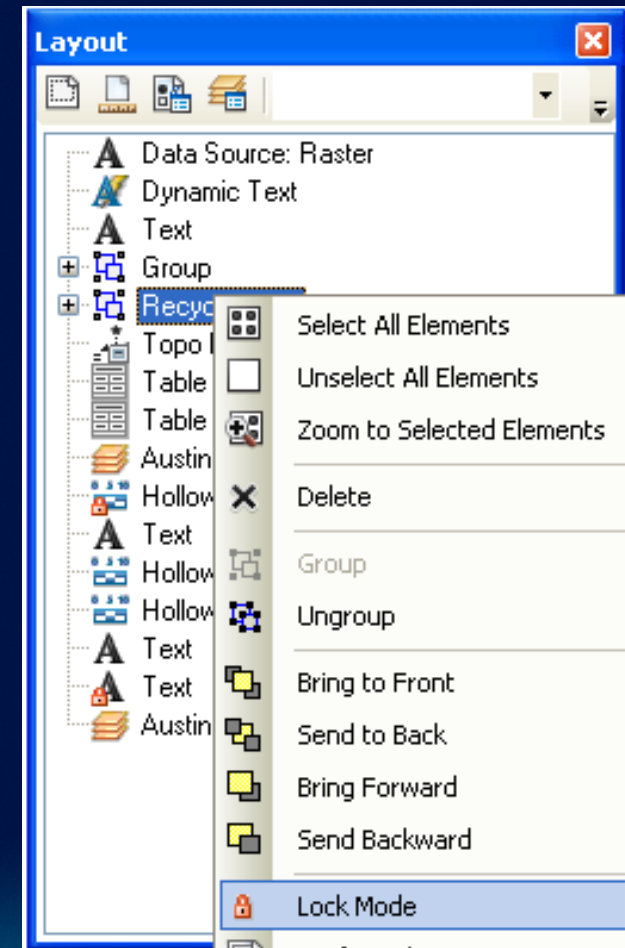 Layout
Data Source: Raster
Dynamic Text
Text
Group
Topo
Table
Table
Austin
Hollow
Text
Hollow
Hollow
Text
Text
Austin
Select All Elements
Unselect All Elements
Zoom to Selected Elements
Delete
Group
Ungroup
Bring to Front
Send to Back
Bring Forward
Send Backward
Lock Mode